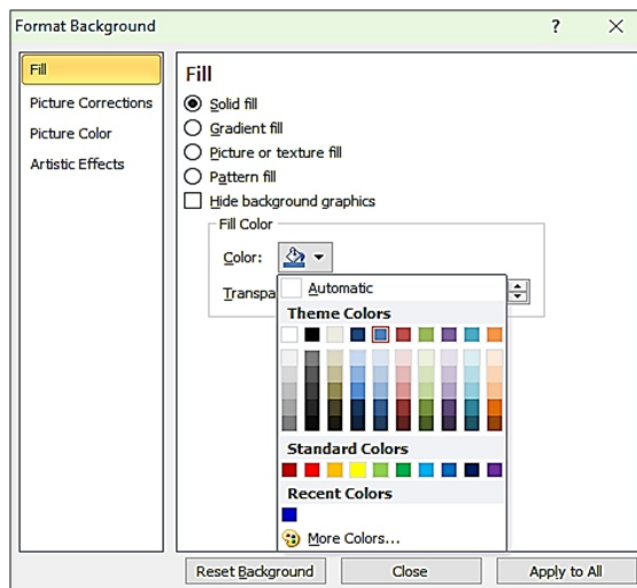 Format Background
?
Fill
Picture Corrections
Picture Color
Artistic Effects
Fill
Solid fill
Gradient fill
Picture or texture fill
Pattern fill
Hide background graphics
Fill Color
Color:
Transpa
Automatic
Theme Colors
Standard Colors
Recent Colors
More Colors...
Reset Background
Close
Apply to All